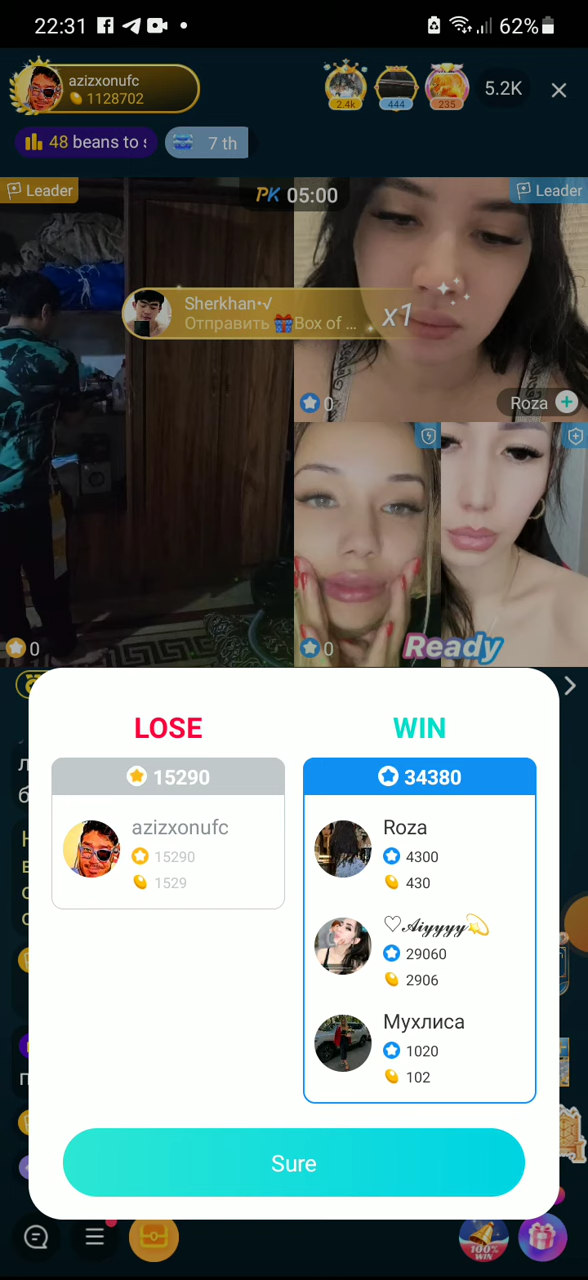 22:31
62%
azizxonufc
1128702
2.4k
444
235
5.2K
48 beans to
7 th
Leader
PK 05:00
Leader
Sherkhan
Отправить Box of ...
x1
0
Roza
0
0
Ready
LOSE
WIN
15290
34380
azizxonufc
15290
1529
Roza
4300
430
♡𝒜𝒾𝓎𝓎𝓎𝓎💫
29060
2906
Мухлиса
1020
102
Sure
100%
WIN